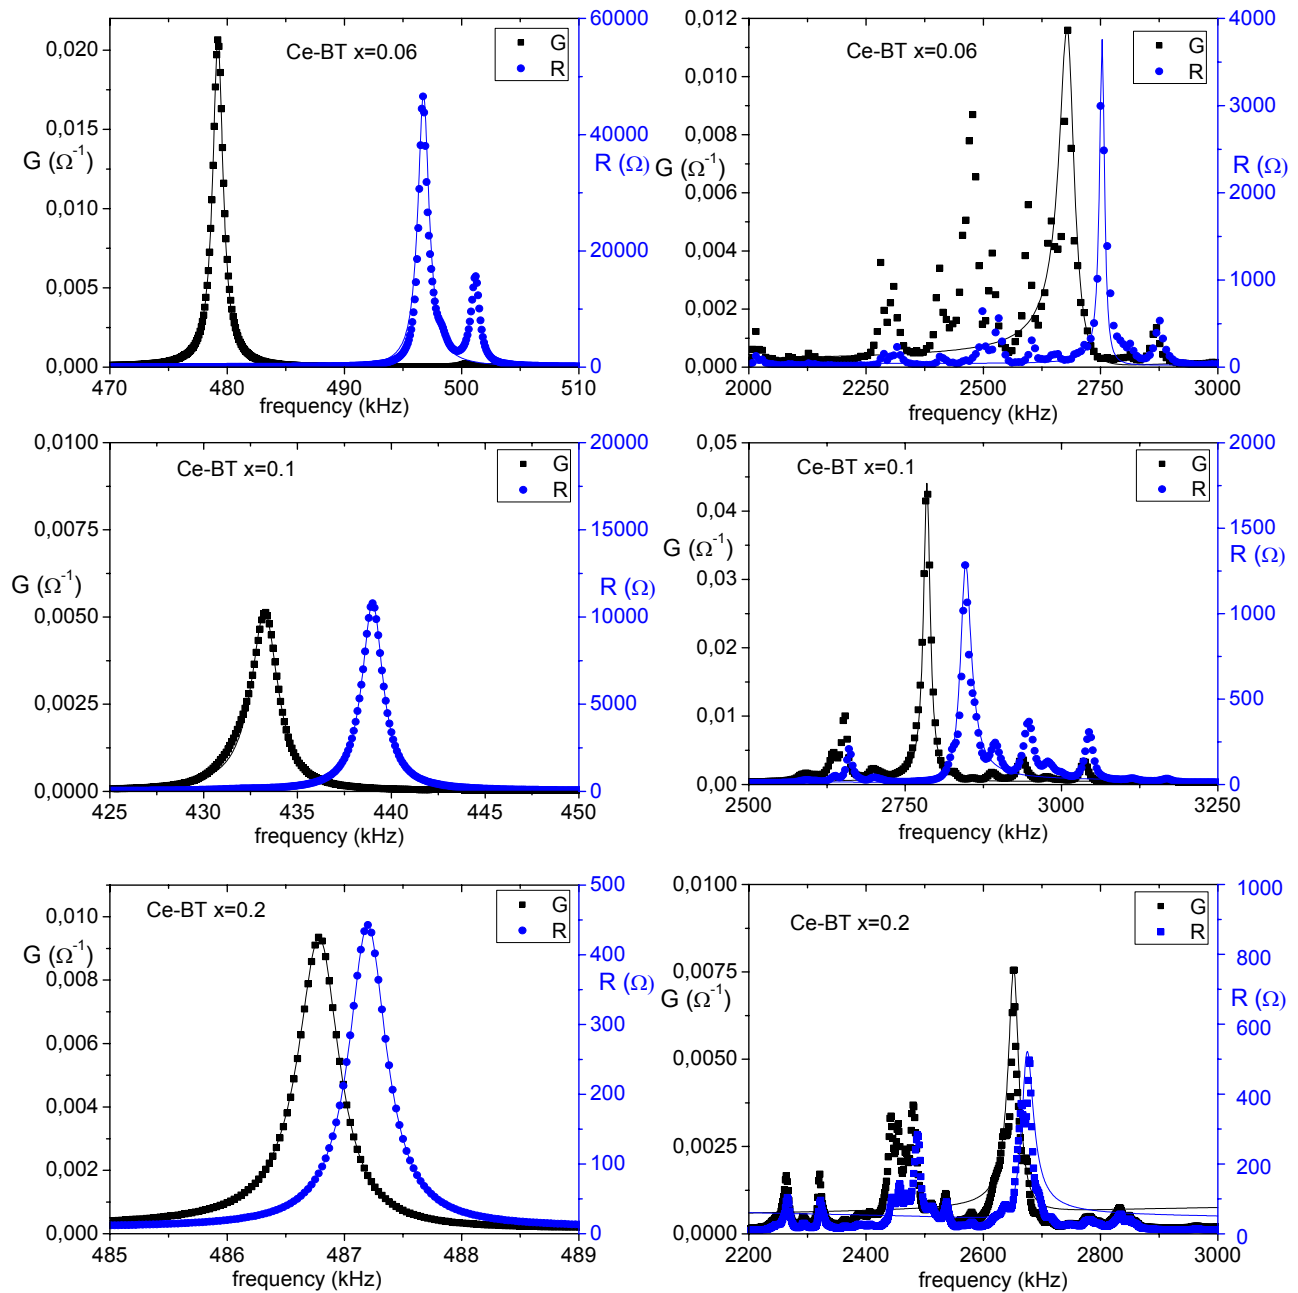 Ce-BT x=0.06
G
R
0,020
0,015
0,010
0,005
0,000
G (Ω⁻¹)
60000
40000
20000
0
R (Ω)
470 480 490 500 510
frequency (kHz)
Ce-BT x=0.06
G
R
0,012
0,010
0,008
0,006
0,004
0,002
0,000
G (Ω⁻¹)
4000
3000
2000
1000
0
R (Ω)
2000 2250 2500 2750 3000
frequency (kHz)
Ce-BT x=0.1
G
R
0,0100
0,0075
0,0050
0,0025
0,0000
G (Ω⁻¹)
20000
15000
10000
5000
0
R (Ω)
425 430 435 440 445 450
frequency (kHz)
Ce-BT x=0.1
G
R
0,05
0,04
0,03
0,02
0,01
0,00
G (Ω⁻¹)
2000
1500
1000
500
0
R (Ω)
2500 2750 3000 3250
frequency (kHz)
Ce-BT x=0.2
G
R
0,010
0,008
0,006
0,004
0,002
0,000
G (Ω⁻¹)
500
400
300
200
100
0
R (Ω)
485 486 487 488 489
frequency (kHz)
Ce-BT x=0.2
G
R
0,0100
0,0075
0,0050
0,0025
0,0000
G (Ω⁻¹)
1000
800
600
400
200
0
R (Ω)
2200 2400 2600 2800 3000
frequency (kHz)